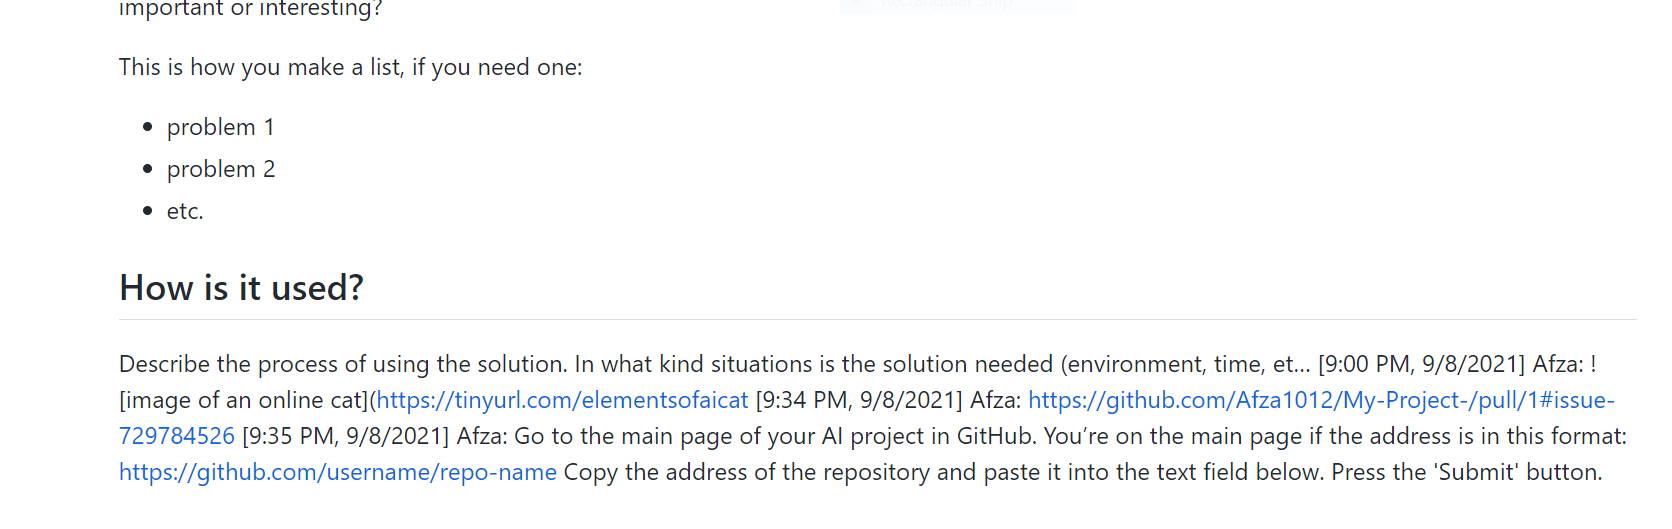 important or interesting?
This is how you make a list, if you need one:
• problem 1
• problem 2
• etc.
How is it used?
Describe the process of using the solution. In what kind situations is the solution needed (environment, time, et... [9:00 PM, 9/8/2021] Afza: !
[image of an online cat](https://tinyurl.com/elementsofaicat [9:34 PM, 9/8/2021] Afza: https://github.com/Afza1012/My-Project-/pull/1#issue-
729784526 [9:35 PM, 9/8/2021] Afza: Go to the main page of your AI project in GitHub. You’re on the main page if the address is in this format:
https://github.com/username/repo-name Copy the address of the repository and paste it into the text field below. Press the 'Submit' button.